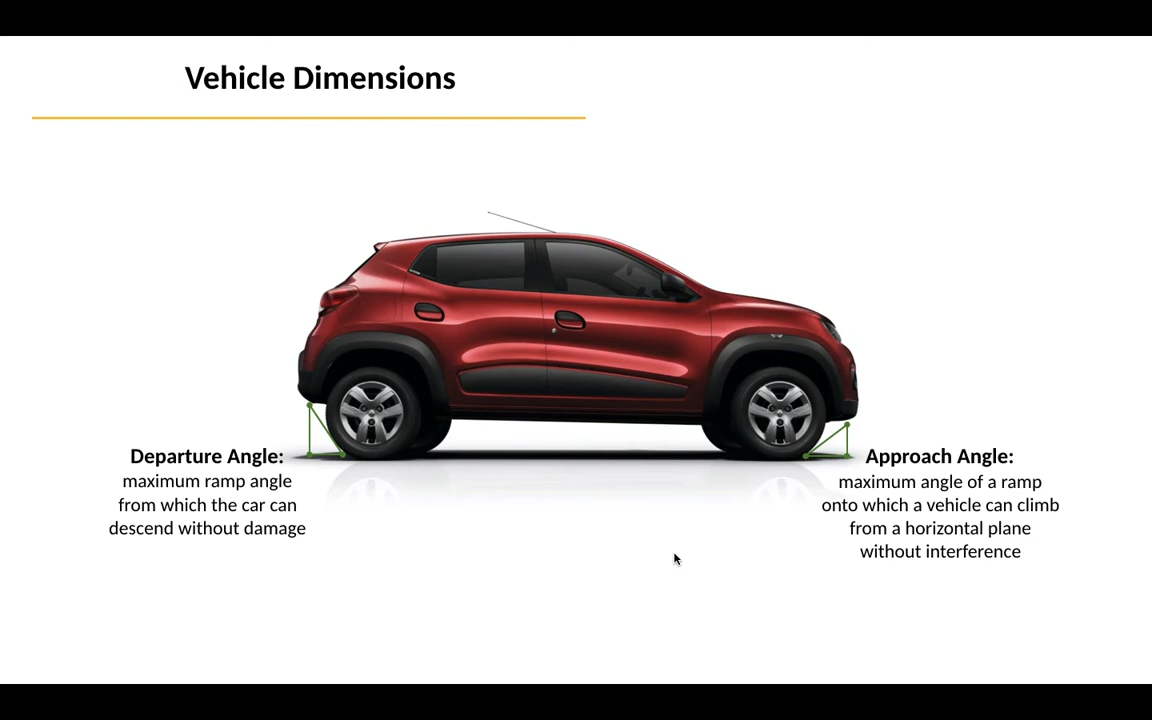 Vehicle Dimensions
Departure Angle:
maximum ramp angle
from which the car can
descend without damage
Approach Angle:
maximum angle of a ramp
onto which a vehicle can climb
from a horizontal plane
without interference